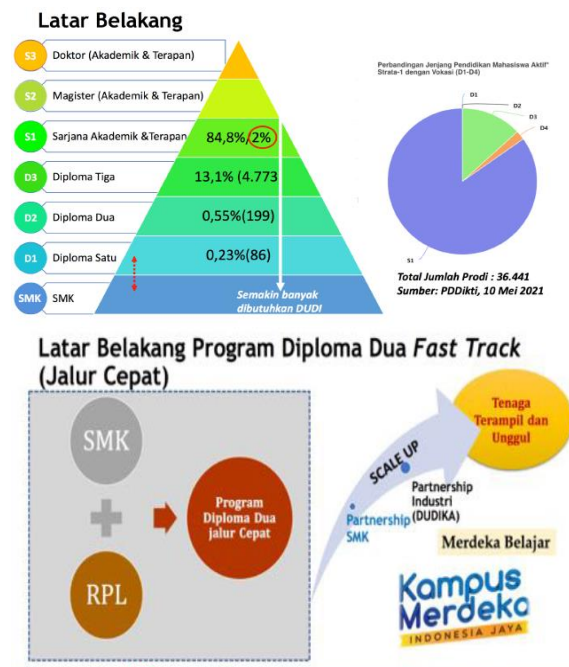 Latar Belakang
S3 Doktor (Akademik & Terapan)
S2 Magister (Akademik & Terapan)
S1 Sarjana Akademik &Terapan 84,8%/2%
D3 Diploma Tiga 13,1% (4.773
D2 Diploma Dua 0,55%(199)
D1 Diploma Satu 0,23%(86)
SMK SMK
Semakin banyak
dibutuhkan DUDI
Perbandingan Jenjang Pendidikan Mahasiswa Aktif"
Strata-1 dengan Vokasi (D1-D4)
D1
D2
D3
D4
S1
Total Jumlah Prodi : 36.441
Sumber: PDDikti, 10 Mei 2021
Latar Belakang Program Diploma Dua Fast Track
(Jalur Cepat)
SMK
RPL
Program
Diploma Dua
jalur Cepat
SCALE UP
Tenaga
Terampil dan
Unggul
Partnership
Industri
(DUDIKA)
Partnership
SMK
Merdeka Belajar
Kampus
Merdeka
INDONESIA JAYA